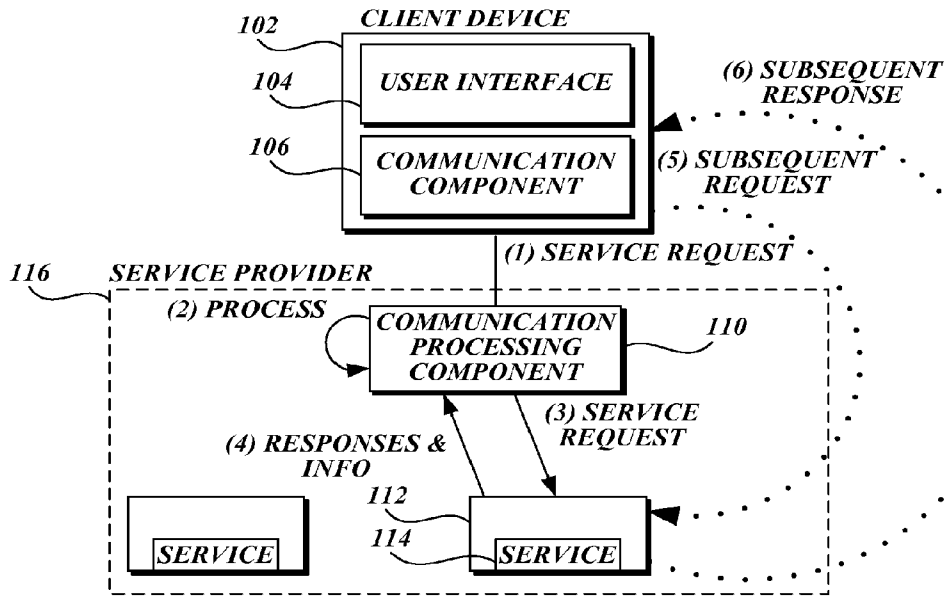 CLIENT DEVICE
102
USER INTERFACE
104
106
COMMUNICATION
COMPONENT
(6) SUBSEQUENT
RESPONSE
(5) SUBSEQUENT
REQUEST
(1) SERVICE REQUEST
116
SERVICE PROVIDER
(2) PROCESS
COMMUNICATION
PROCESSING
COMPONENT
110
(3) SERVICE
REQUEST
(4) RESPONSES &
INFO
112
114
SERVICE
SERVICE